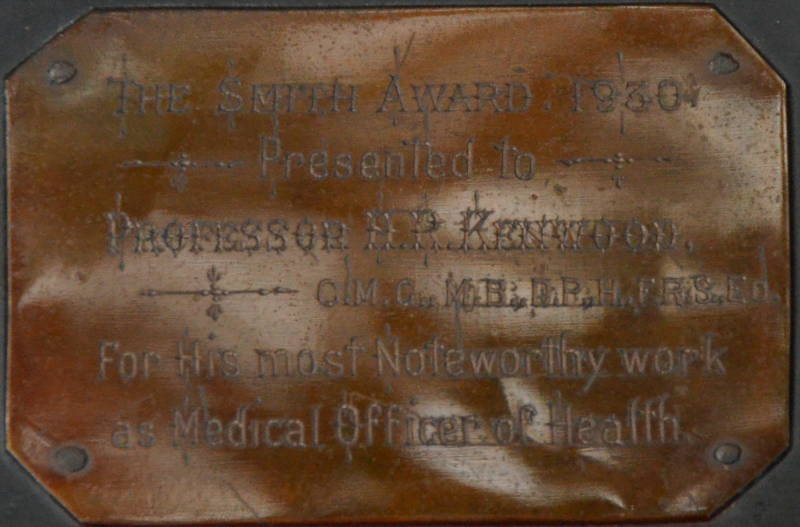 THE SMITH AWARD. 1930.
Presented to
PROFESSOR H.R. KENWOOD,
C.M.G., M.B., D.P.H., F.R.S.Ed.
For His most Noteworthy work
as Medical Officer of Health.